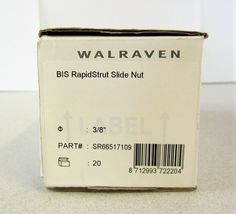 WALRAVEN
BIS RapidStrut Slide Nut
LABEL
Φ : 3/8"
PART# : SR66517109
: 20
8 712993 722204